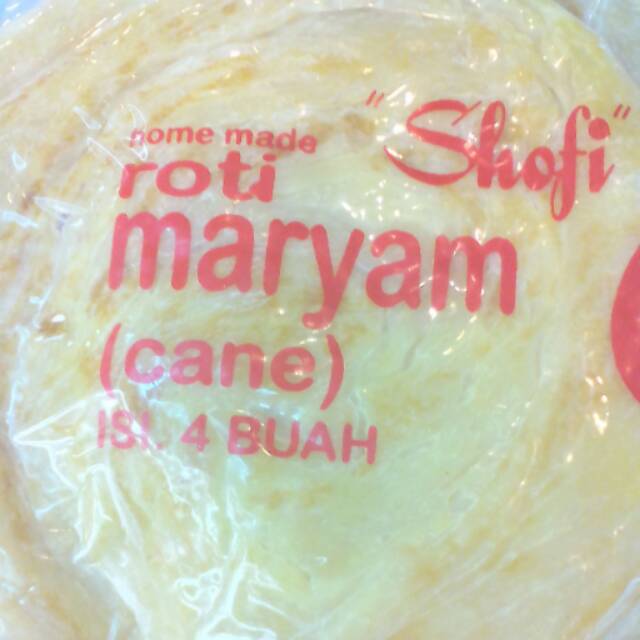 home made
"Shofi"
roti
maryam
(cane)
ISI. 4 BUAH